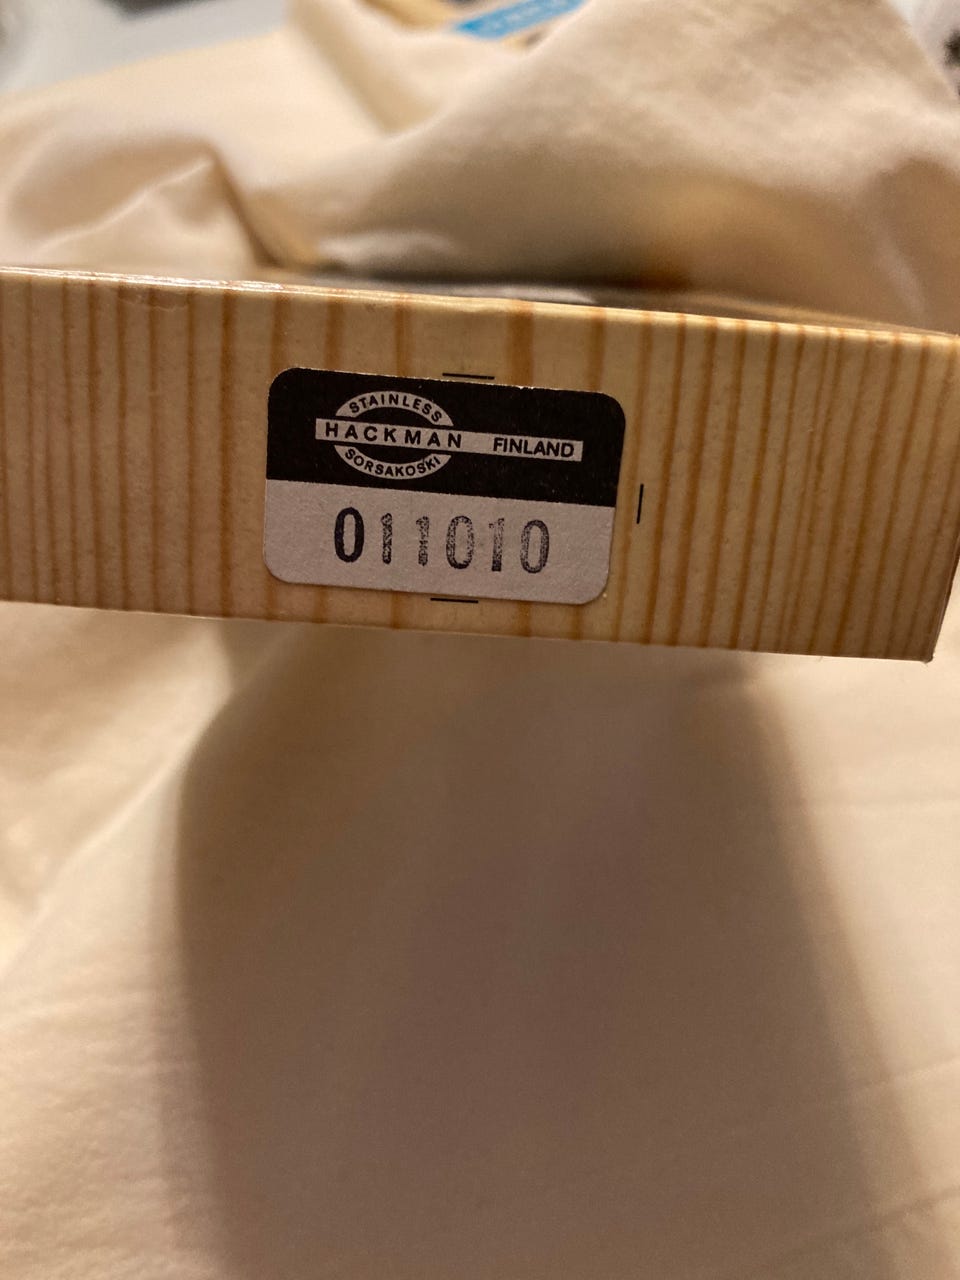 STAINLESS
HACKMAN FINLAND
SORSAKOSKI
011010